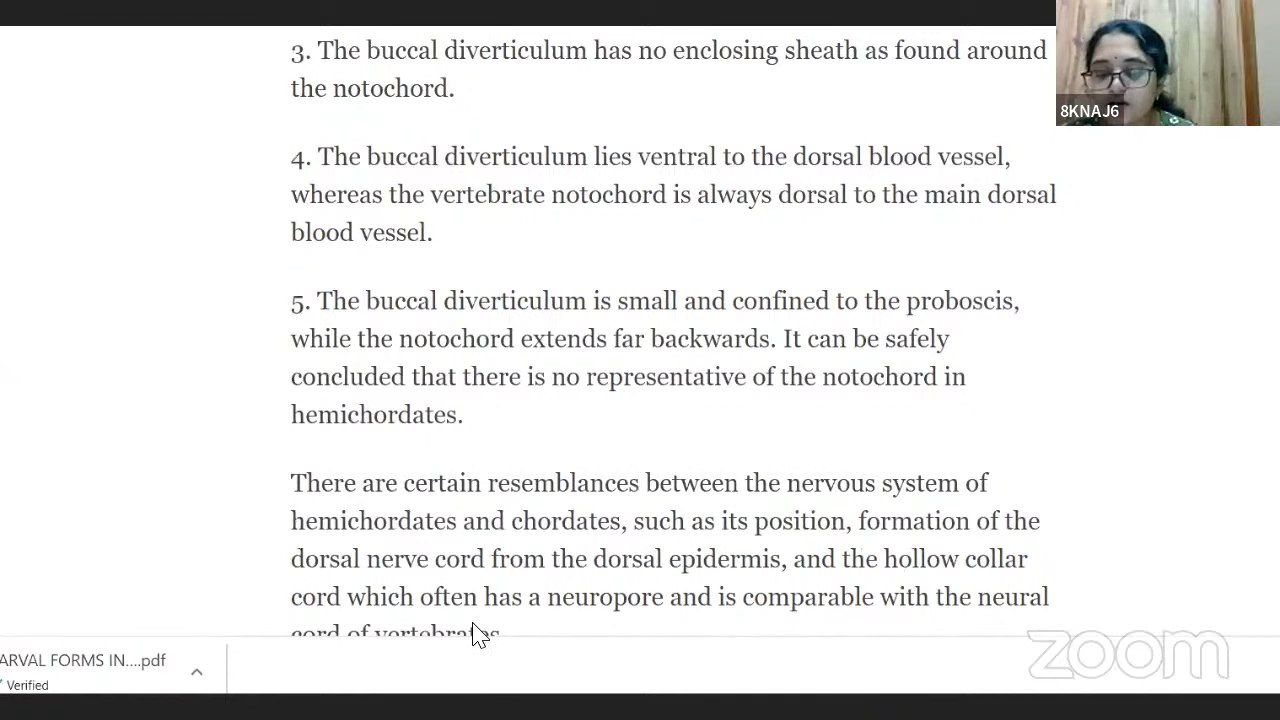 3. The buccal diverticulum has no enclosing sheath as found around
the notochord.
8KNAJ6
4. The buccal diverticulum lies ventral to the dorsal blood vessel,
whereas the vertebrate notochord is always dorsal to the main dorsal
blood vessel.
5. The buccal diverticulum is small and confined to the proboscis,
while the notochord extends far backwards. It can be safely
concluded that there is no representative of the notochord in
hemichordates.
There are certain resemblances between the nervous system of
hemichordates and chordates, such as its position, formation of the
dorsal nerve cord from the dorsal epidermis, and the hollow collar
cord which often has a neuropore and is comparable with the neural
cord of vertebrates.
ARVAL FORMS IN....pdf
Verified
zoom